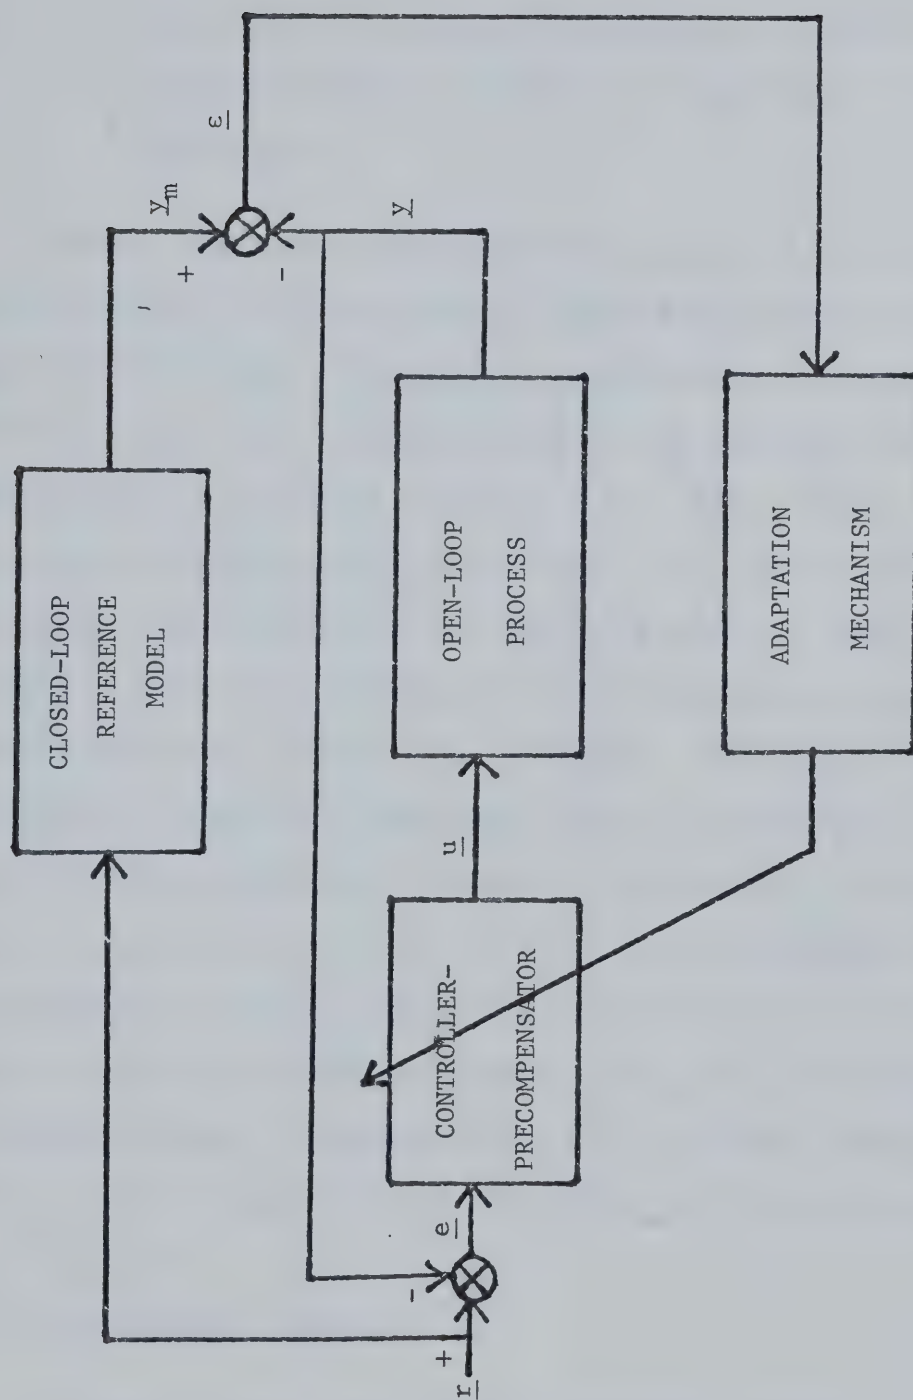 CLOSED-LOOP
REFERENCE
MODEL
y_m
+
-
ε
r
+
-
e
CONTROLLER-
PRECOMPENSATOR
u
OPEN-LOOP
PROCESS
y
ADAPTATION
MECHANISM